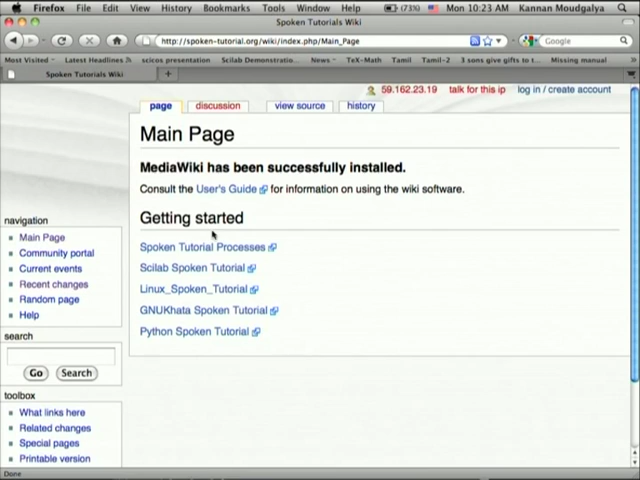 Firefox File Edit View History Bookmarks Tools Window Help Mon 10:23 AM Kannan Moudgalya
Spoken Tutorials Wiki
http://spoken-tutorial.org/wiki/index.php/Main_Page Google
Most Visited Latest Headlines scicos presentation Scilab Demonstratio... News TeX-Math Tamil Tamil-2 3 sons give gifts to t... Missing manual
Spoken Tutorials Wiki
59.162.23.19 talk for this ip log in / create account
page discussion view source history
Main Page
MediaWiki has been successfully installed.
Consult the User's Guide for information on using the wiki software.
Getting started
Spoken Tutorial Processes
Scilab Spoken Tutorial
Linux_Spoken_Tutorial
GNUKhata Spoken Tutorial
Python Spoken Tutorial
navigation
Main Page
Community portal
Current events
Recent changes
Random page
Help
search
Go Search
toolbox
What links here
Related changes
Special pages
Printable version
Done